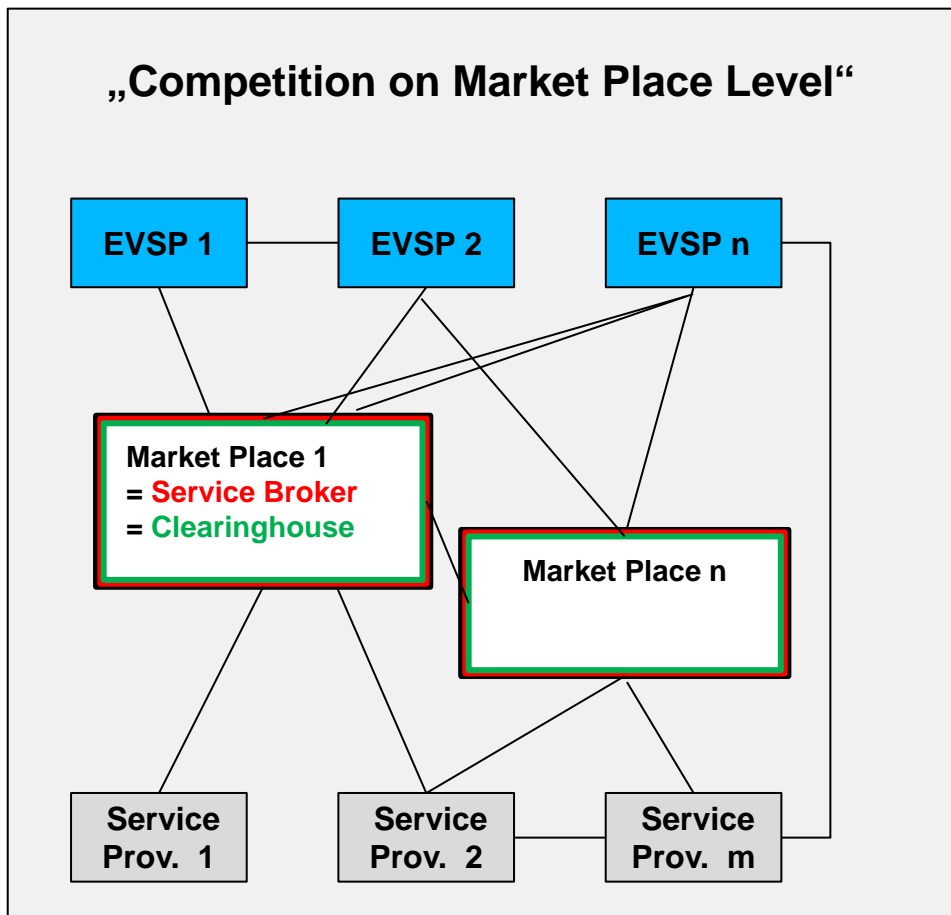 „Competition on Market Place Level“
EVSP 1
EVSP 2
EVSP n
Market Place 1
= Service Broker
= Clearinghouse
Market Place n
Service
Prov. 1
Service
Prov. 2
Service
Prov. m